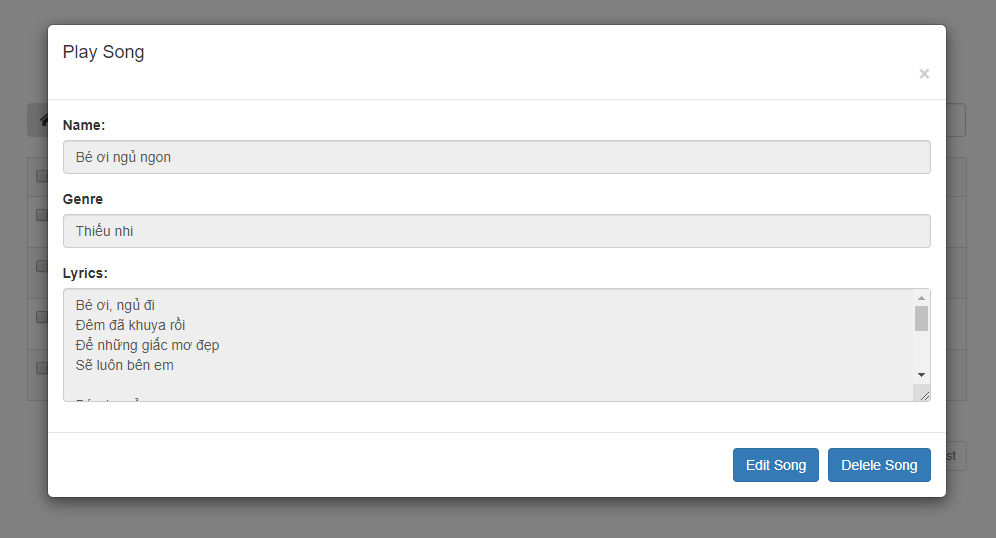 Play Song
×
Name:
Bé ơi ngủ ngon
Genre
Thiếu nhi
Lyrics:
Bé ơi, ngủ đi
Đêm đã khuya rồi
Để những giấc mơ đẹp
Sẽ luôn bên em
Edit Song
Delele Song
st